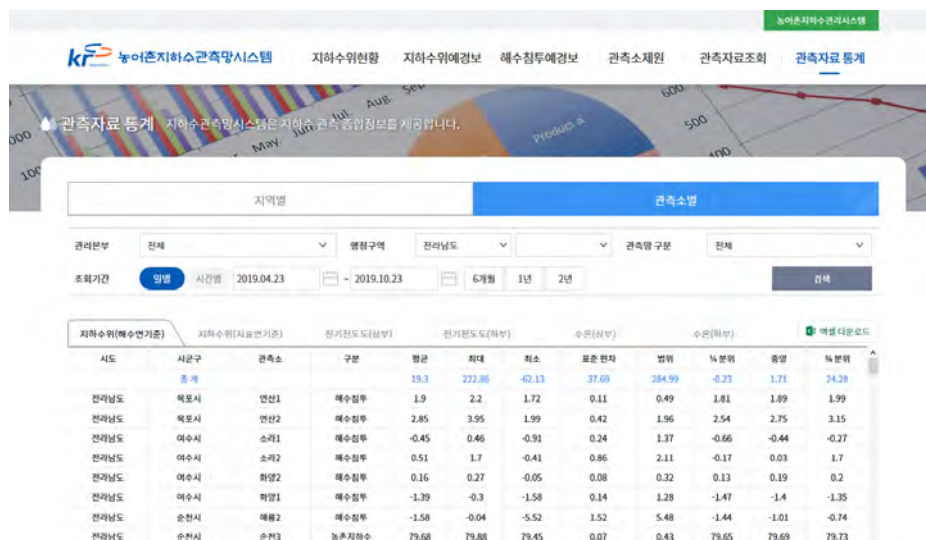 농어촌지하수관리시스템
kr 농어촌지하수관측망시스템 지하수위현황 지하수위예경보 해수침투예경보 관측소제원 관측자료조회 관측자료 통계
관측자료 통계 지하수관측망시스템은 지하수 관측 종합정보를 제공합니다.
May. Jun. Jul. Aug. Sep. Product a 600 500 400
지역별 관측소별
관리본부 전체 행정구역 전라남도 관측망 구분 전체
조회기간 일별 시간별 2019.04.23 ~ 2019.10.23 6개월 1년 2년 검색
지하수위(해수면기준) 지하수위(지표면기준) 전기전도도(상부) 전기전도도(하부) 수온(상부) 수온(하부) 엑셀 다운로드
시도 시군구 관측소 구분 평균 최대 최소 표준 편차 범위 ¼ 분위 중앙 ¾ 분위
총 계 19.3 222.86 -62.13 37.69 284.99 -0.23 1.71 24.28
전라남도 목포시 연산1 해수침투 1.9 2.2 1.72 0.11 0.49 1.81 1.89 1.99
전라남도 목포시 연산2 해수침투 2.85 3.95 1.99 0.42 1.96 2.54 2.75 3.15
전라남도 여수시 소라1 해수침투 -0.45 0.46 -0.91 0.24 1.37 -0.66 -0.44 -0.27
전라남도 여수시 소라2 해수침투 0.51 1.7 -0.41 0.86 2.11 -0.17 0.03 1.7
전라남도 여수시 화양2 해수침투 0.16 0.27 -0.05 0.08 0.32 0.13 0.19 0.2
전라남도 여수시 화양1 해수침투 -1.39 -0.3 -1.58 0.14 1.28 -1.47 -1.4 -1.35
전라남도 순천시 해룡2 해수침투 -1.58 -0.04 -5.52 1.52 5.48 -1.44 -1.01 -0.74
전라남도 순천시 순천3 농촌지하수 79.68 79.88 79.45 0.07 0.43 79.65 79.69 79.73